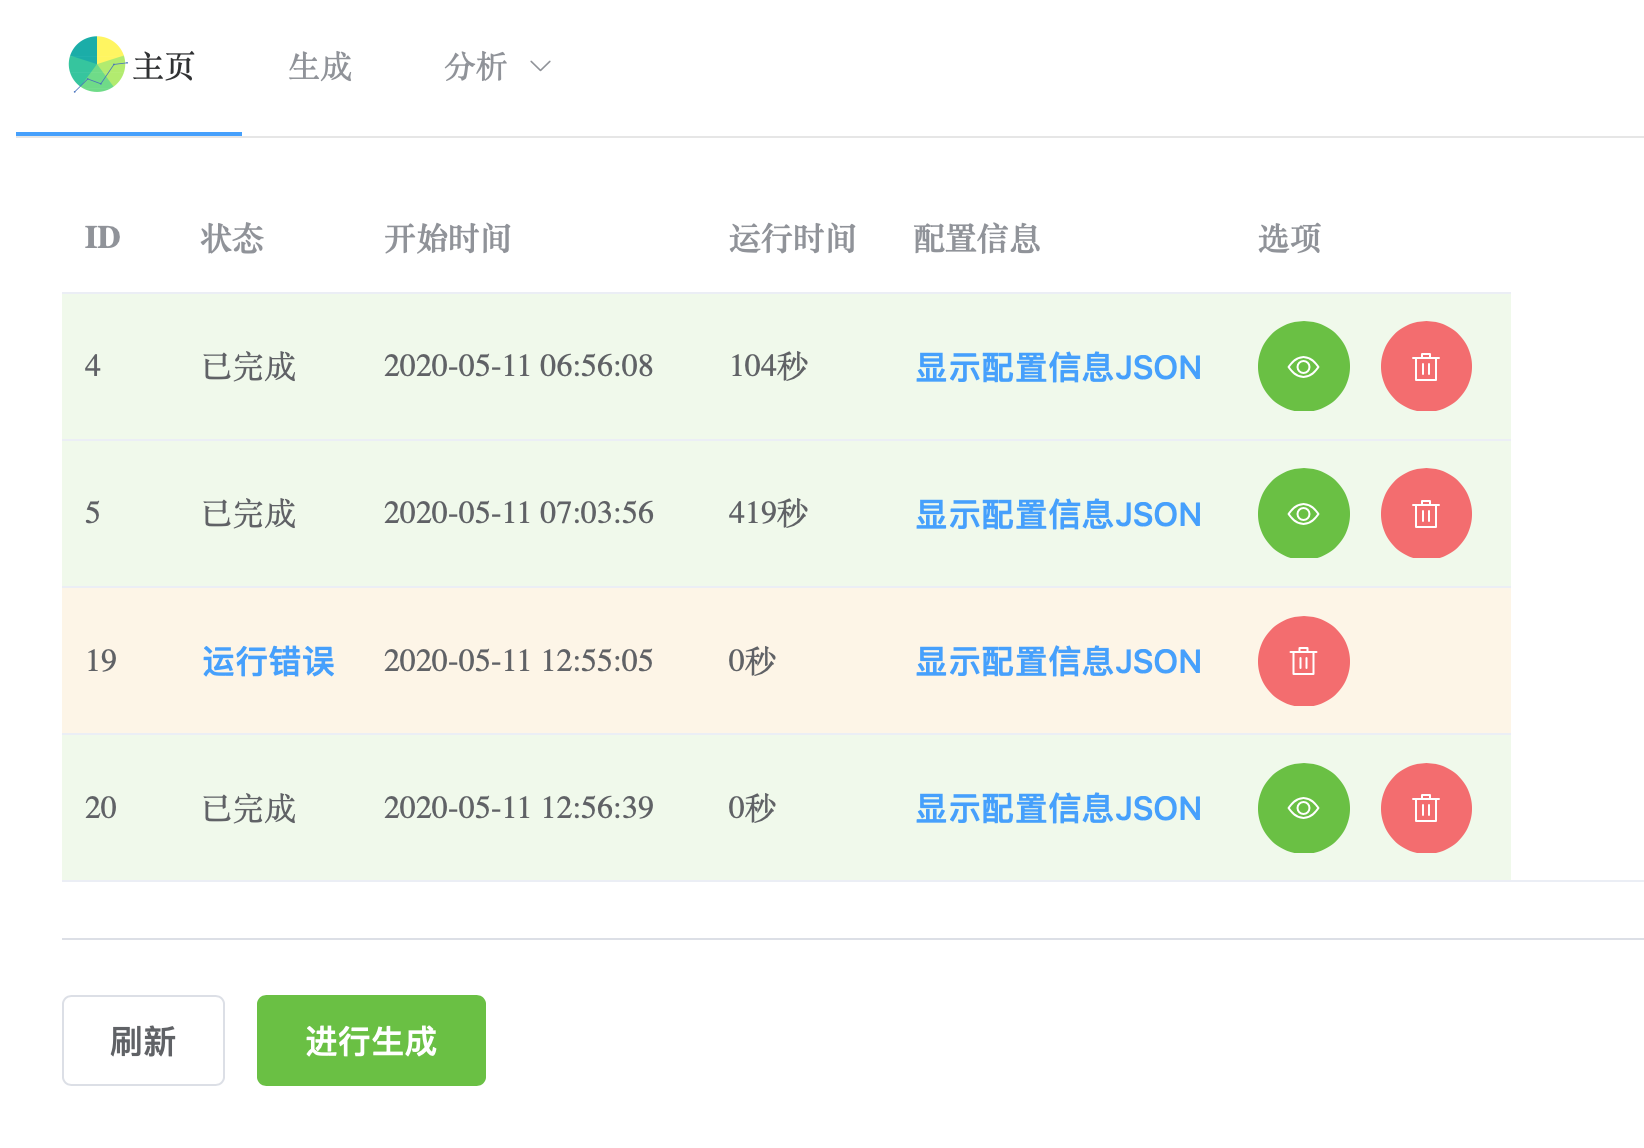 主页 生成 分析
ID 状态 开始时间 运行时间 配置信息 选项
4 已完成 2020-05-11 06:56:08 104秒 显示配置信息JSON
5 已完成 2020-05-11 07:03:56 419秒 显示配置信息JSON
19 运行错误 2020-05-11 12:55:05 0秒 显示配置信息JSON
20 已完成 2020-05-11 12:56:39 0秒 显示配置信息JSON
刷新 进行生成